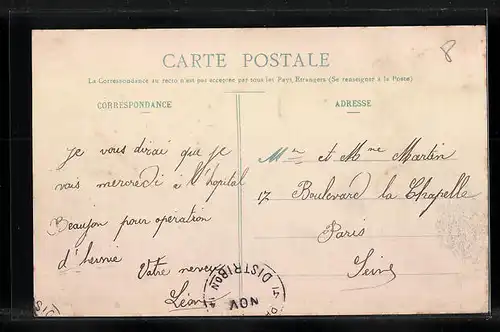 8
CARTE POSTALE
La Correspondance au recto n'est pas acceptée par tous les Pays Etrangers (Se renseigner à la Poste)
CORRESPONDANCE
ADRESSE
Je vous dirai que je
vais mercredi à l'hopital
Beaujon pour operation
d'hernie
Votre neveu
Léon
Mr et Mme Martin
17 Boulevard la Chapelle
Paris
Seine
DISTRIBUTION
NOV